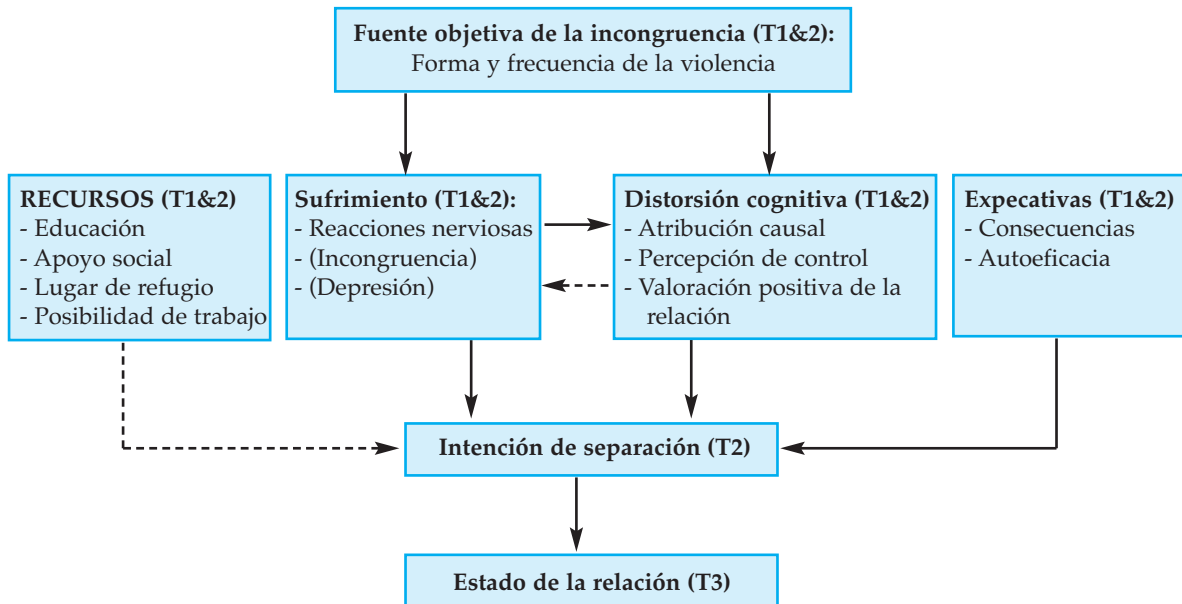 Fuente objetiva de la incongruencia (T1&2):
Forma y frecuencia de la violencia
RECURSOS (T1&2)
- Educación
- Apoyo social
- Lugar de refugio
- Posibilidad de trabajo
Sufrimiento (T1&2):
- Reacciones nerviosas
- (Incongruencia)
- (Depresión)
Distorsión cognitiva (T1&2)
- Atribución causal
- Percepción de control
- Valoración positiva de la
relación
Expecativas (T1&2)
- Consecuencias
- Autoeficacia
Intención de separación (T2)
Estado de la relación (T3)